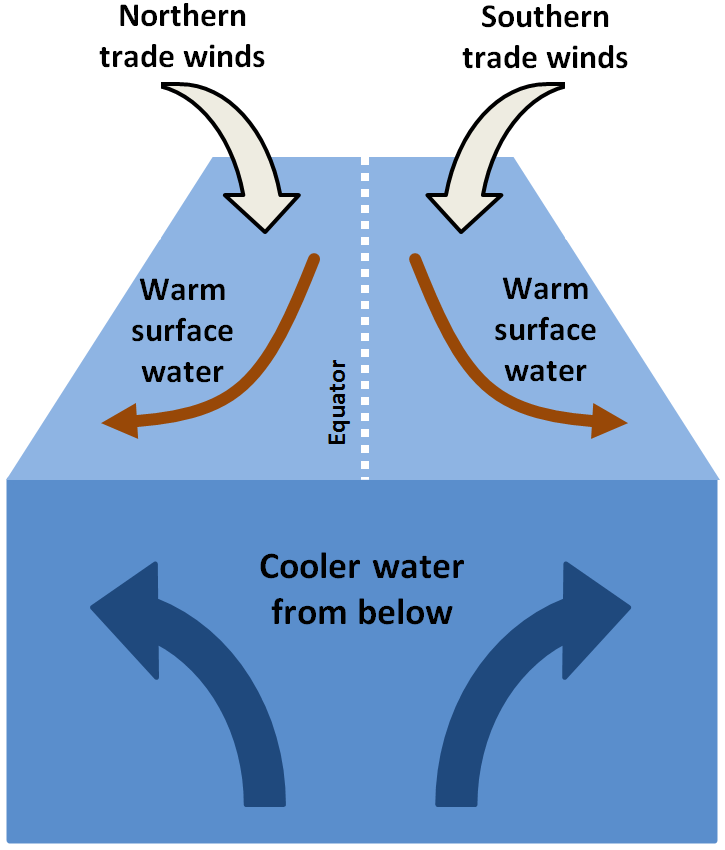 Northern
trade winds
Southern
trade winds
Warm
surface
water
Warm
surface
water
Equator
Cooler water
from below